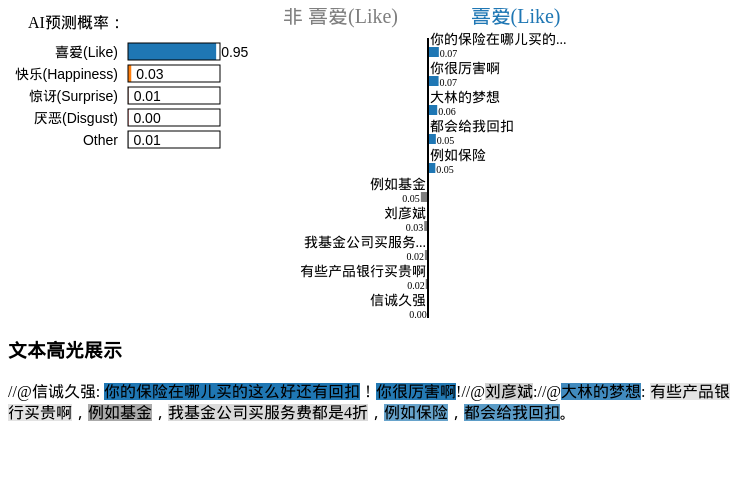 AI预测概率：
喜爱(Like) 0.95
快乐(Happiness) 0.03
惊讶(Surprise) 0.01
厌恶(Disgust) 0.00
Other 0.01
非 喜爱(Like) 喜爱(Like)
你的保险在哪儿买的...
0.07
你很厉害啊
0.07
大林的梦想
0.06
都会给我回扣
0.05
例如保险
0.05
例如基金
0.05
刘彦斌
0.03
我基金公司买服务...
0.02
有些产品银行买贵啊
0.02
信诚久强
0.00
文本高光展示
//@信诚久强: 你的保险在哪儿买的这么好还有回扣！你很厉害啊!//@刘彦斌://@大林的梦想: 有些产品银
行买贵啊，例如基金，我基金公司买服务费都是4折，例如保险，都会给我回扣。